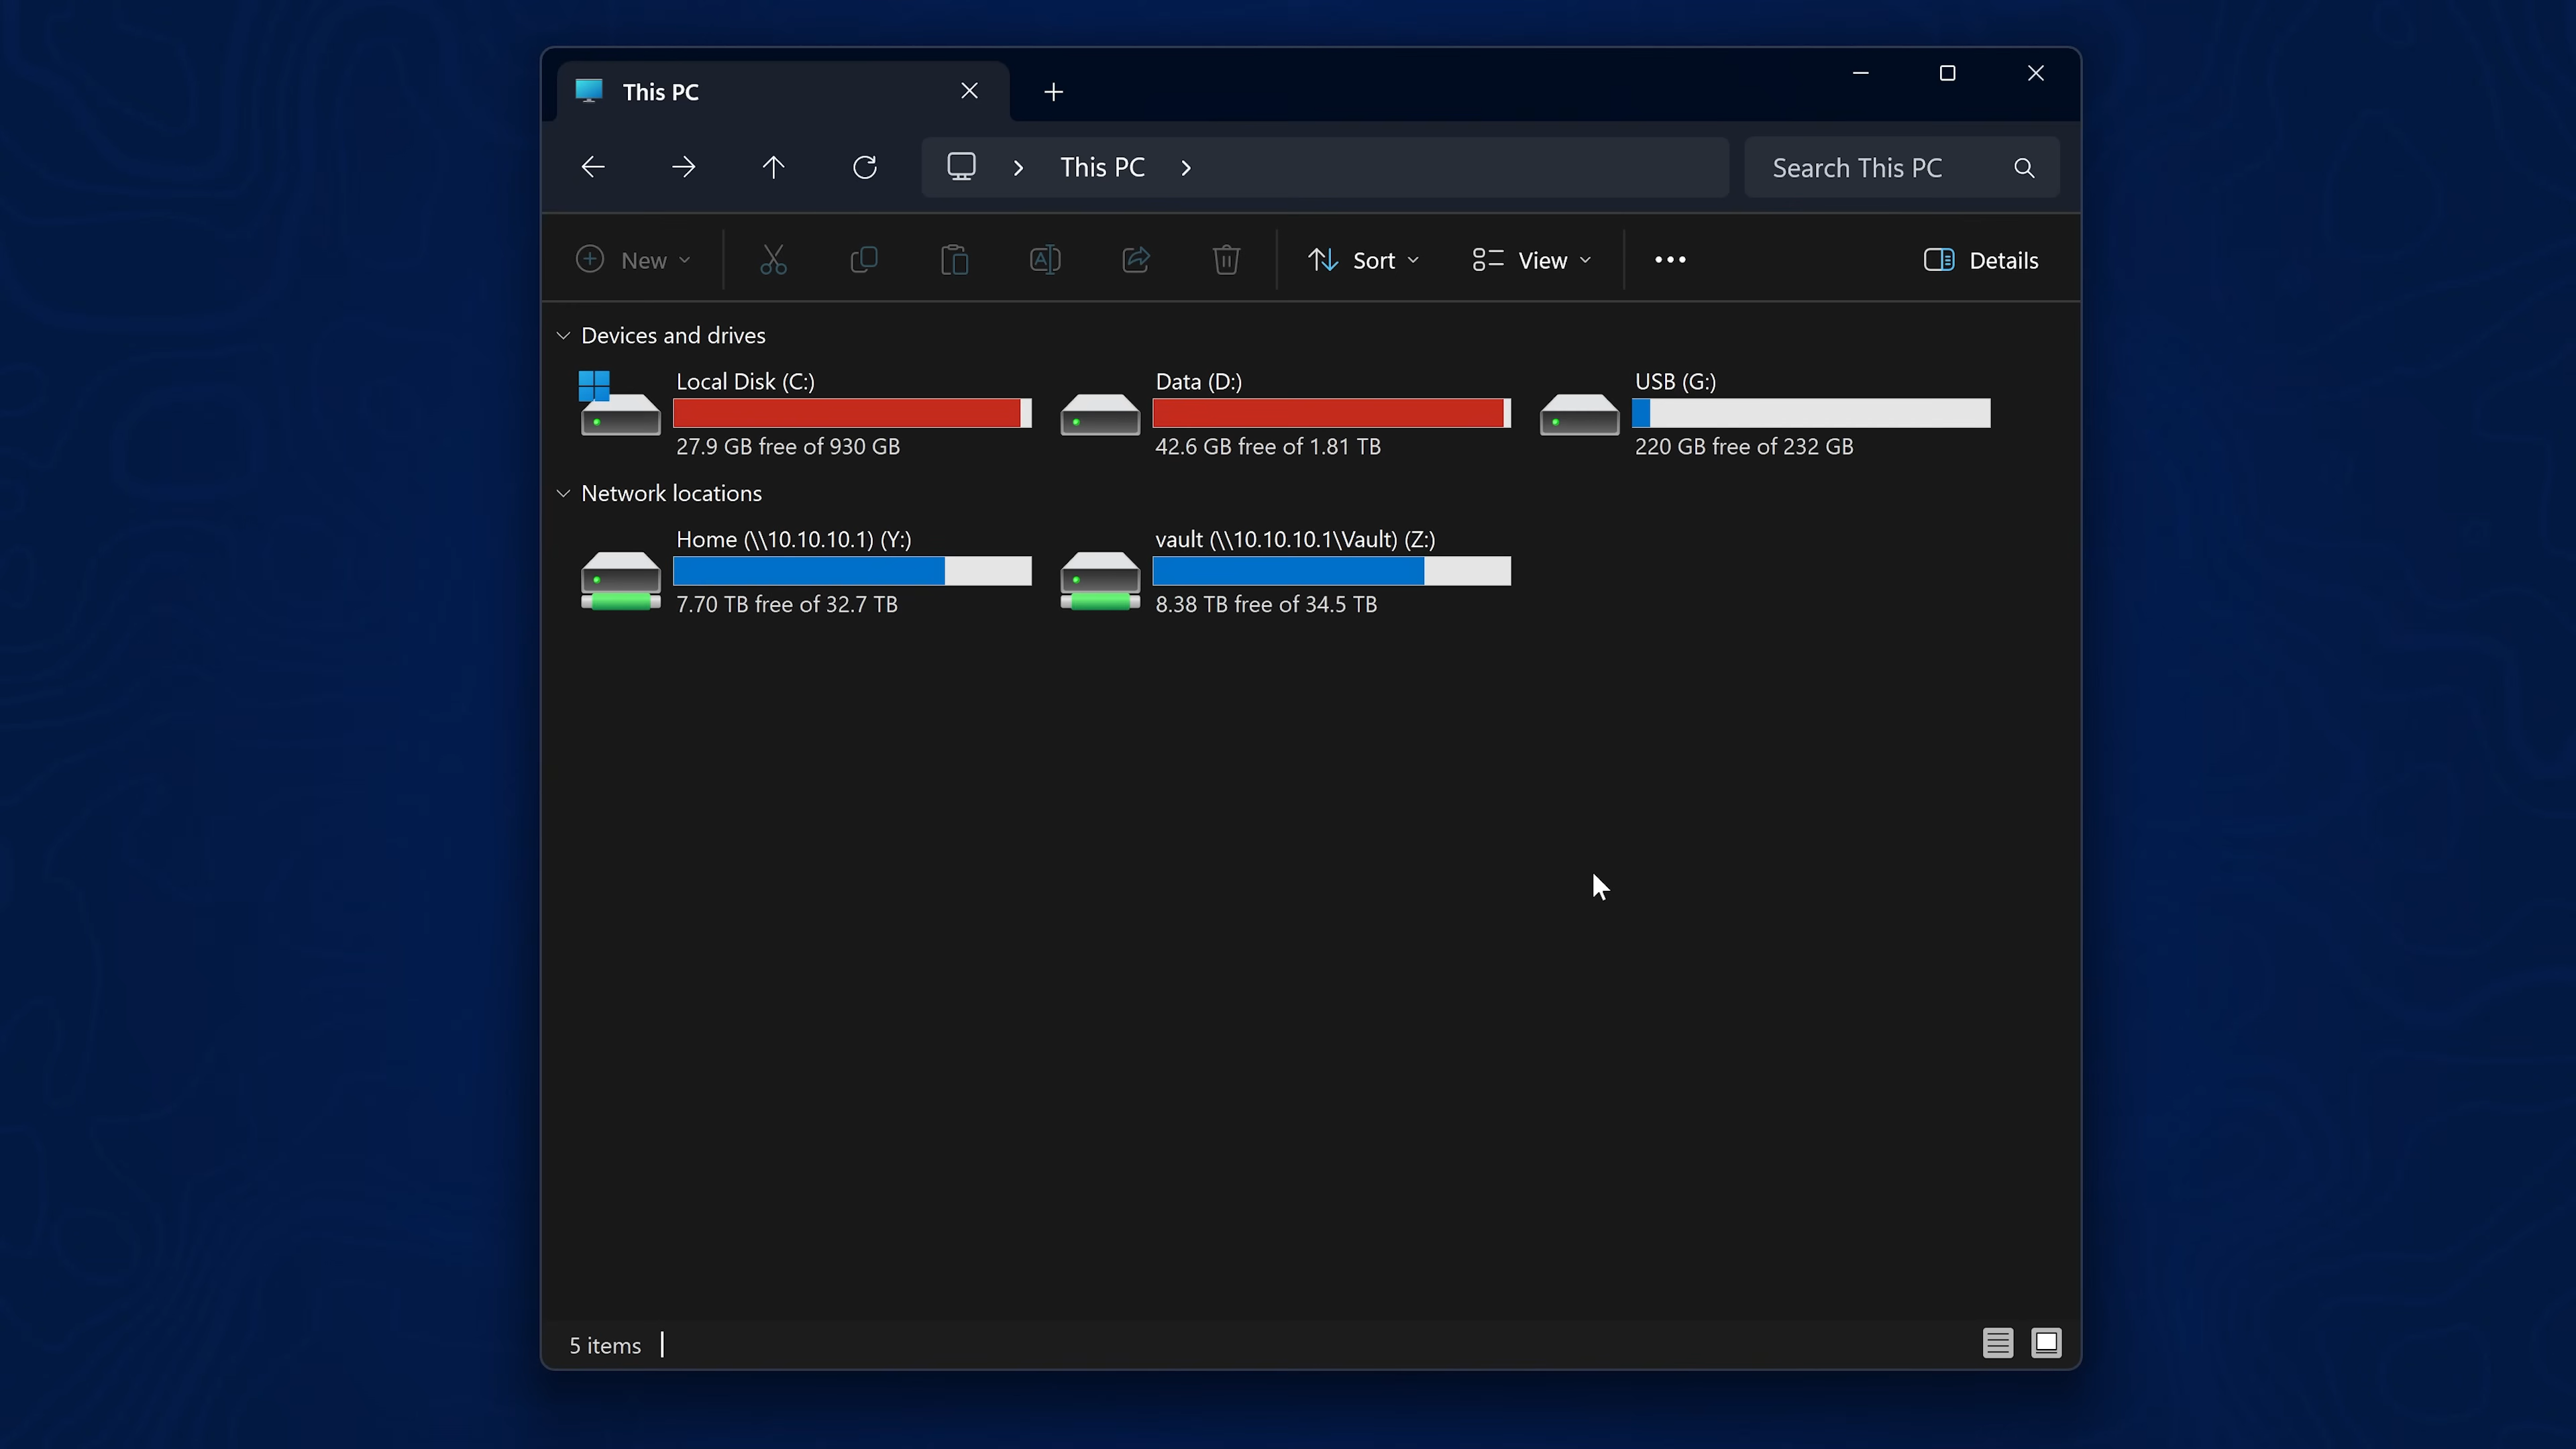 This PC
This PC
Search This PC
New
Sort
View
Details
Devices and drives
Local Disk (C:)
27.9 GB free of 930 GB
Data (D:)
42.6 GB free of 1.81 TB
USB (G:)
220 GB free of 232 GB
Network locations
Home (\\10.10.10.1) (Y:)
7.70 TB free of 32.7 TB
vault (\\10.10.10.1\Vault) (Z:)
8.38 TB free of 34.5 TB
5 items